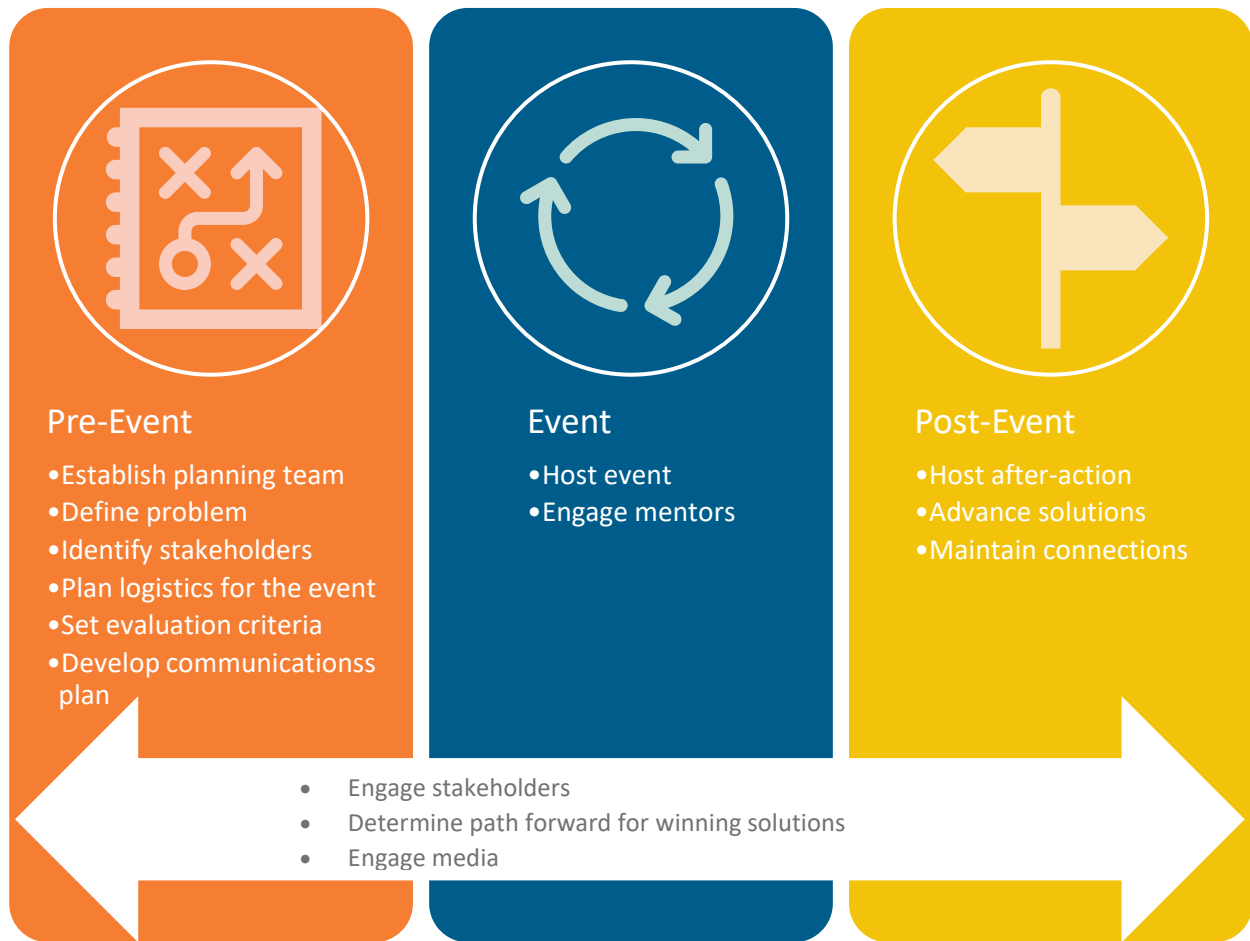 Pre-Event
•Establish planning team
•Define problem
•Identify stakeholders
•Plan logistics for the event
•Set evaluation criteria
•Develop communicationss
plan
Event
•Host event
•Engage mentors
Post-Event
•Host after-action
•Advance solutions
•Maintain connections
• Engage stakeholders
• Determine path forward for winning solutions
• Engage media